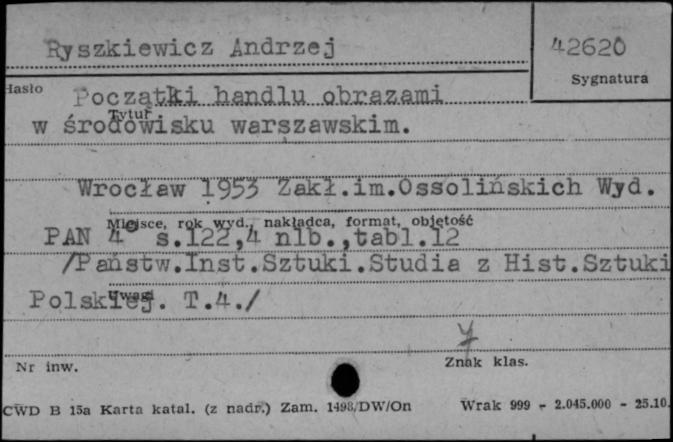 Ryszkiewicz Andrzej
42620
Sygnatura
Hasło
Początki handlu obrazami
Tytuł
w środowisku warszawskim.
Wrocław 1953 Zakł.im.Ossolińskich Wyd.
Miejsce, rok wyd., nakładca, format, objętość
PAN 4° s.122,4 nlb.,tabl.12
/Państw.Inst.Sztuki.Studia z Hist.Sztuki
Uwagi
Polskiej. T.4./
Nr inw.
Znak klas.
CWD B 15a Karta katal. (z nadr.) Zam. 1498/DW/On
Wrak 999 - 2.045.000 - 25.10.